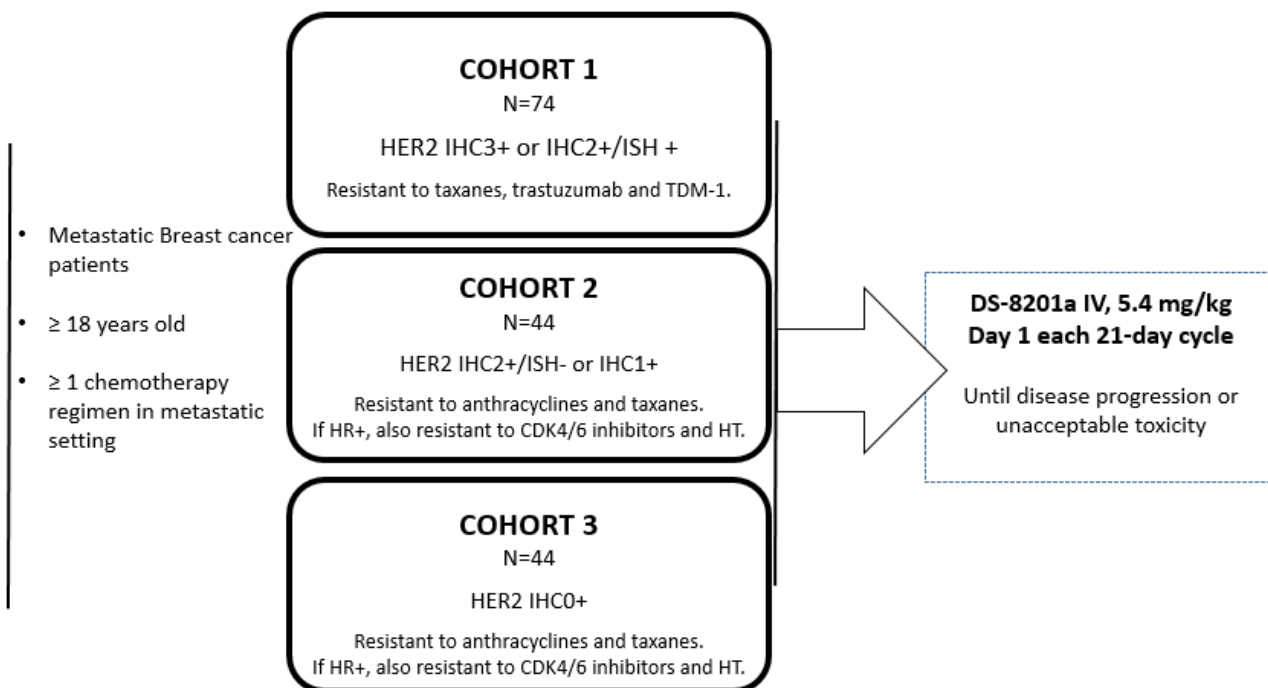 • Metastatic Breast cancer
patients
• ≥ 18 years old
• ≥ 1 chemotherapy
regimen in metastatic
setting
COHORT 1
N=74
HER2 IHC3+ or IHC2+/ISH +
Resistant to taxanes, trastuzumab and TDM-1.
COHORT 2
N=44
HER2 IHC2+/ISH- or IHC1+
Resistant to anthracyclines and taxanes.
If HR+, also resistant to CDK4/6 inhibitors and HT.
COHORT 3
N=44
HER2 IHC0+
Resistant to anthracyclines and taxanes.
If HR+, also resistant to CDK4/6 inhibitors and HT.
DS-8201a IV, 5.4 mg/kg
Day 1 each 21-day cycle
Until disease progression or
unacceptable toxicity